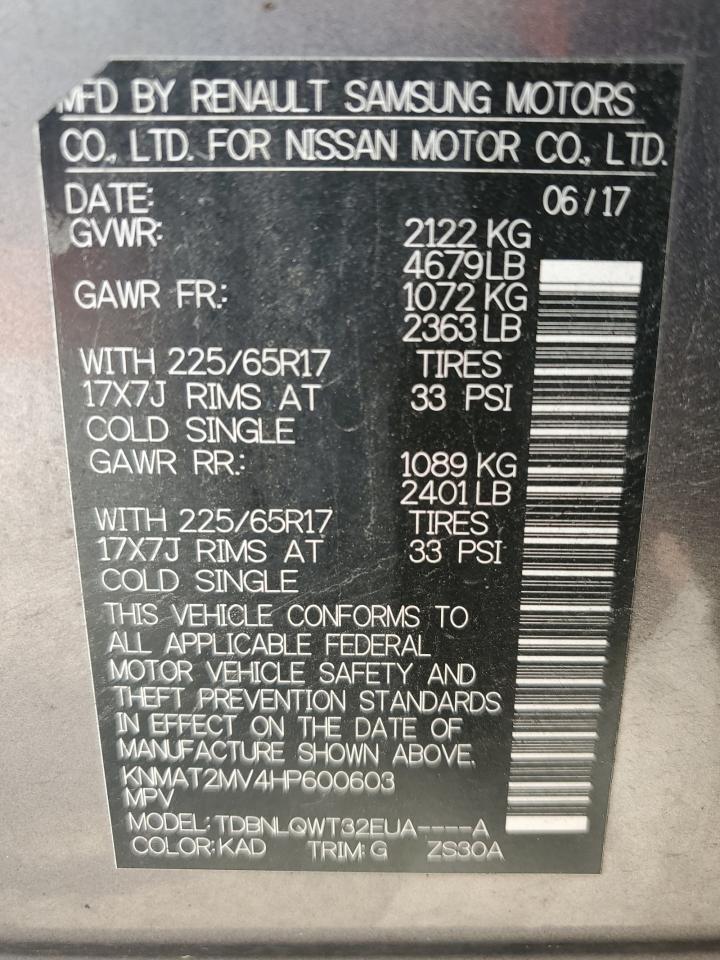 MFD BY RENAULT SAMSUNG MOTORS
CO., LTD. FOR NISSAN MOTOR CO., LTD.
DATE: 06/17
GVWR: 2122 KG
4679LB
GAWR FR.: 1072 KG
2363 LB
WITH 225/65R17 TIRES
17X7J RIMS AT 33 PSI
COLD SINGLE
GAWR RR.: 1089 KG
2401 LB
WITH 225/65R17 TIRES
17X7J RIMS AT 33 PSI
COLD SINGLE
THIS VEHICLE CONFORMS TO
ALL APPLICABLE FEDERAL
MOTOR VEHICLE SAFETY AND
THEFT PREVENTION STANDARDS
IN EFFECT ON THE DATE OF
MANUFACTURE SHOWN ABOVE.
KNMAT2MV4HP600603
MPV
MODEL:TDBNLQWT32EUA----A
COLOR:KAD TRIM:G ZS30A